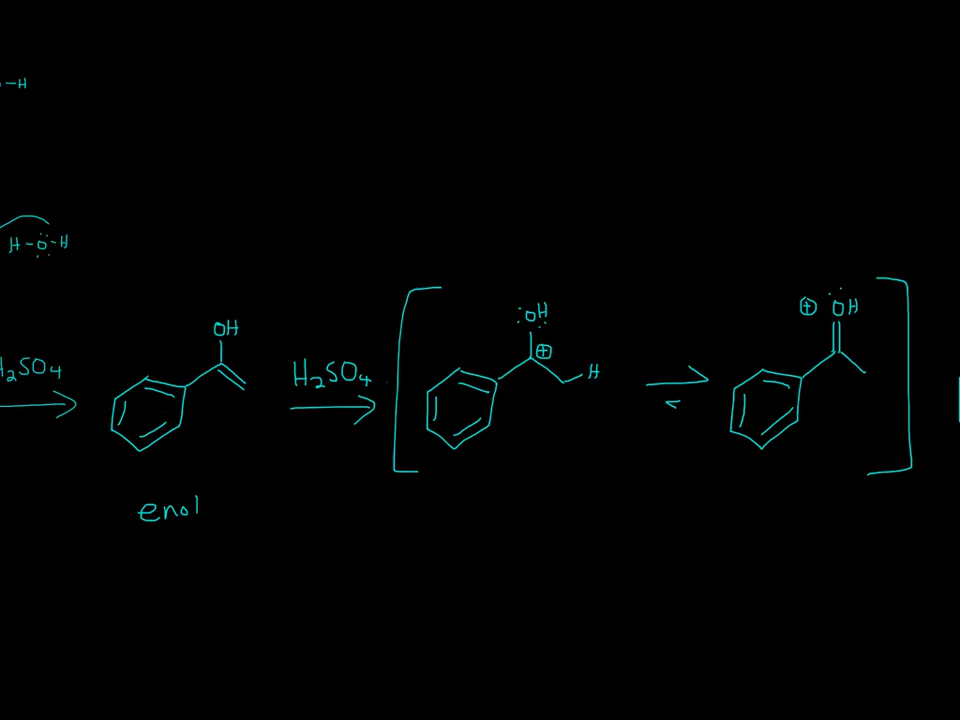 -H
H-O-H
H₂SO₄
OH
H₂SO₄
OH
⊕
H
⊕ OH
enol